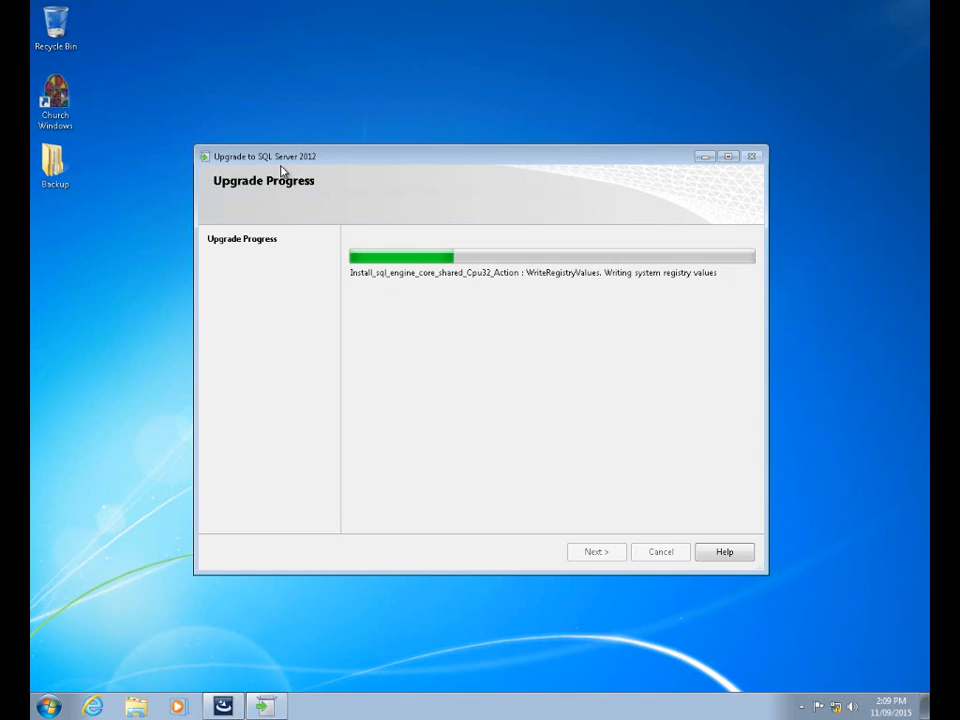 Recycle Bin
Church
Windows
Backup
Upgrade to SQL Server 2012
Upgrade Progress
Upgrade Progress
Install_sql_engine_core_shared_Cpu32_Action : WriteRegistryValues. Writing system registry values
Next >
Cancel
Help
2:09 PM
11/09/2015